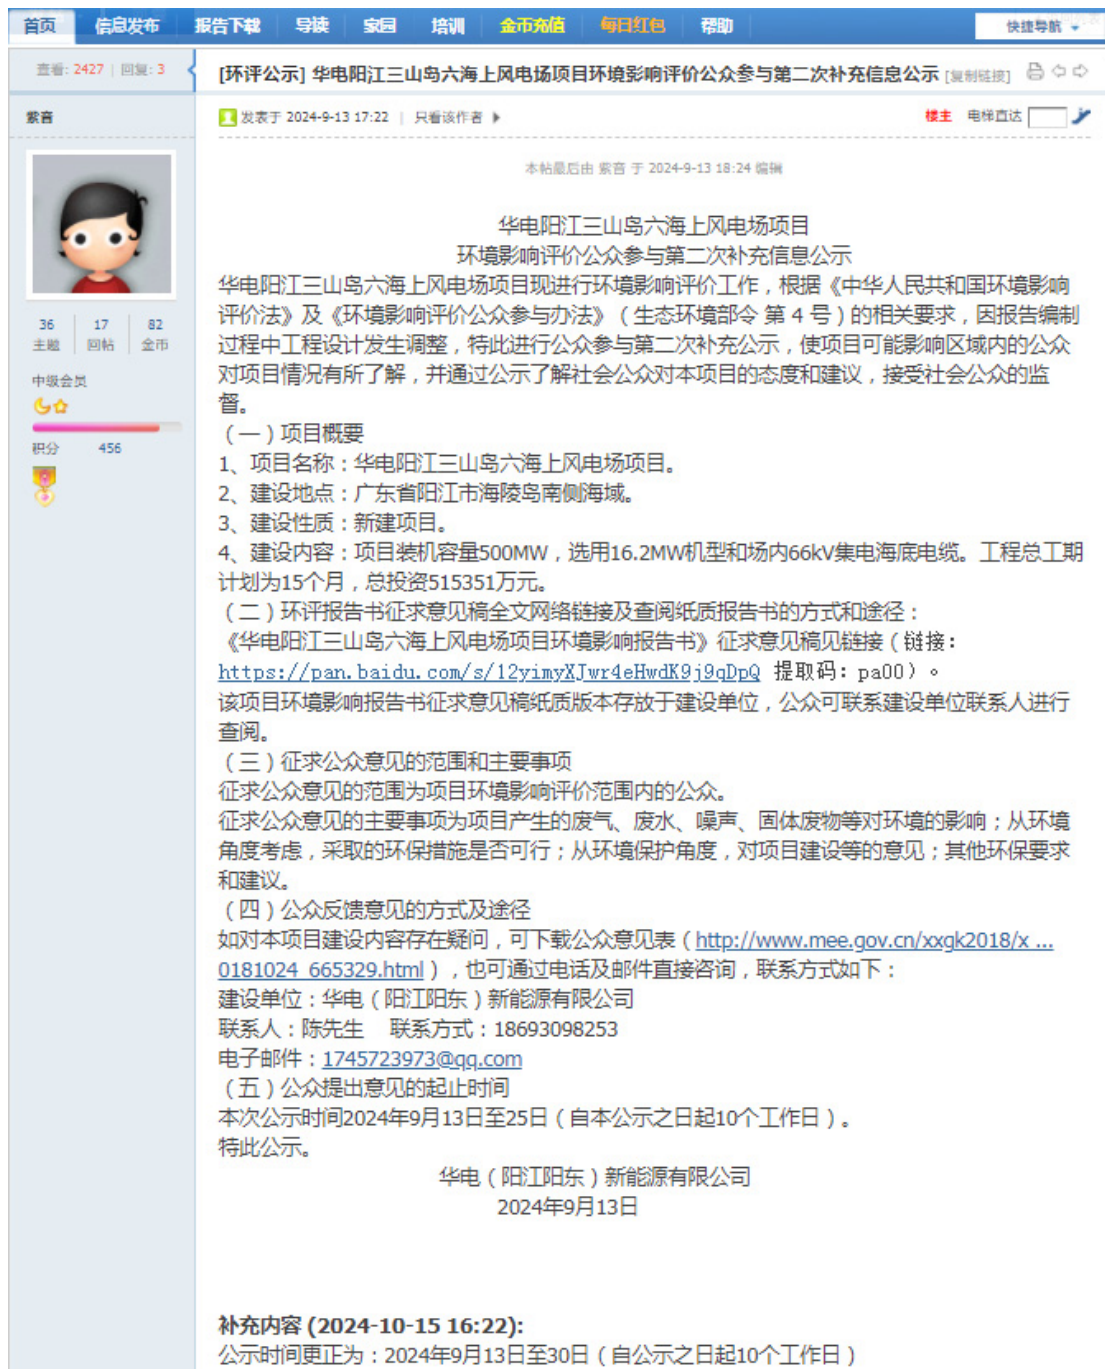 首页 信息发布 报告下载 导读 家园 培训 金币充值 每日红包 帮助 快捷导航
查看: 2427 | 回复: 3
[环评公示] 华电阳江三山岛六海上风电场项目环境影响评价公众参与第二次补充信息公示 [复制链接]
紫音
发表于 2024-9-13 17:22 | 只看该作者
楼主 电梯直达
36 17 82
主题 回帖 金币
中级会员
积分 456
本帖最后由 紫音 于 2024-9-13 18:24 编辑
华电阳江三山岛六海上风电场项目
环境影响评价公众参与第二次补充信息公示
华电阳江三山岛六海上风电场项目现进行环境影响评价工作，根据《中华人民共和国环境影响
评价法》及《环境影响评价公众参与办法》（生态环境部令 第 4 号）的相关要求，因报告编制
过程中工程设计发生调整，特此进行公众参与第二次补充公示，使项目可能影响区域内的公众
对项目情况有所了解，并通过公示了解社会公众对本项目的态度和建议，接受社会公众的监
督。
（一）项目概要
1、项目名称：华电阳江三山岛六海上风电场项目。
2、建设地点：广东省阳江市海陵岛南侧海域。
3、建设性质：新建项目。
4、建设内容：项目装机容量500MW，选用16.2MW机型和场内66kV集电海底电缆。工程总工期
计划为15个月，总投资515351万元。
（二）环评报告书征求意见稿全文网络链接及查阅纸质报告书的方式和途径：
《华电阳江三山岛六海上风电场项目环境影响报告书》征求意见稿见链接（链接：
https://pan.baidu.com/s/12yimyXJwr4eHwdK9j9qDpQ 提取码：pa00）。
该项目环境影响报告书征求意见稿纸质版本存放于建设单位，公众可联系建设单位联系人进行
查阅。
（三）征求公众意见的范围和主要事项
征求公众意见的范围为项目环境影响评价范围内的公众。
征求公众意见的主要事项为项目产生的废气、废水、噪声、固体废物等对环境的影响；从环境
角度考虑，采取的环保措施是否可行；从环境保护角度，对项目建设等的意见；其他环保要求
和建议。
（四）公众反馈意见的方式及途径
如对本项目建设内容存在疑问，可下载公众意见表（http://www.mee.gov.cn/xxgk2018/x ...
0181024_665329.html），也可通过电话及邮件直接咨询，联系方式如下：
建设单位：华电（阳江阳东）新能源有限公司
联系人：陈先生 联系方式：18693098253
电子邮件：1745723973@qq.com
（五）公众提出意见的起止时间
本次公示时间2024年9月13日至25日（自本公示之日起10个工作日）。
特此公示。
华电（阳江阳东）新能源有限公司
2024年9月13日
补充内容 (2024-10-15 16:22):
公示时间更正为：2024年9月13日至30日（自公示之日起10个工作日）